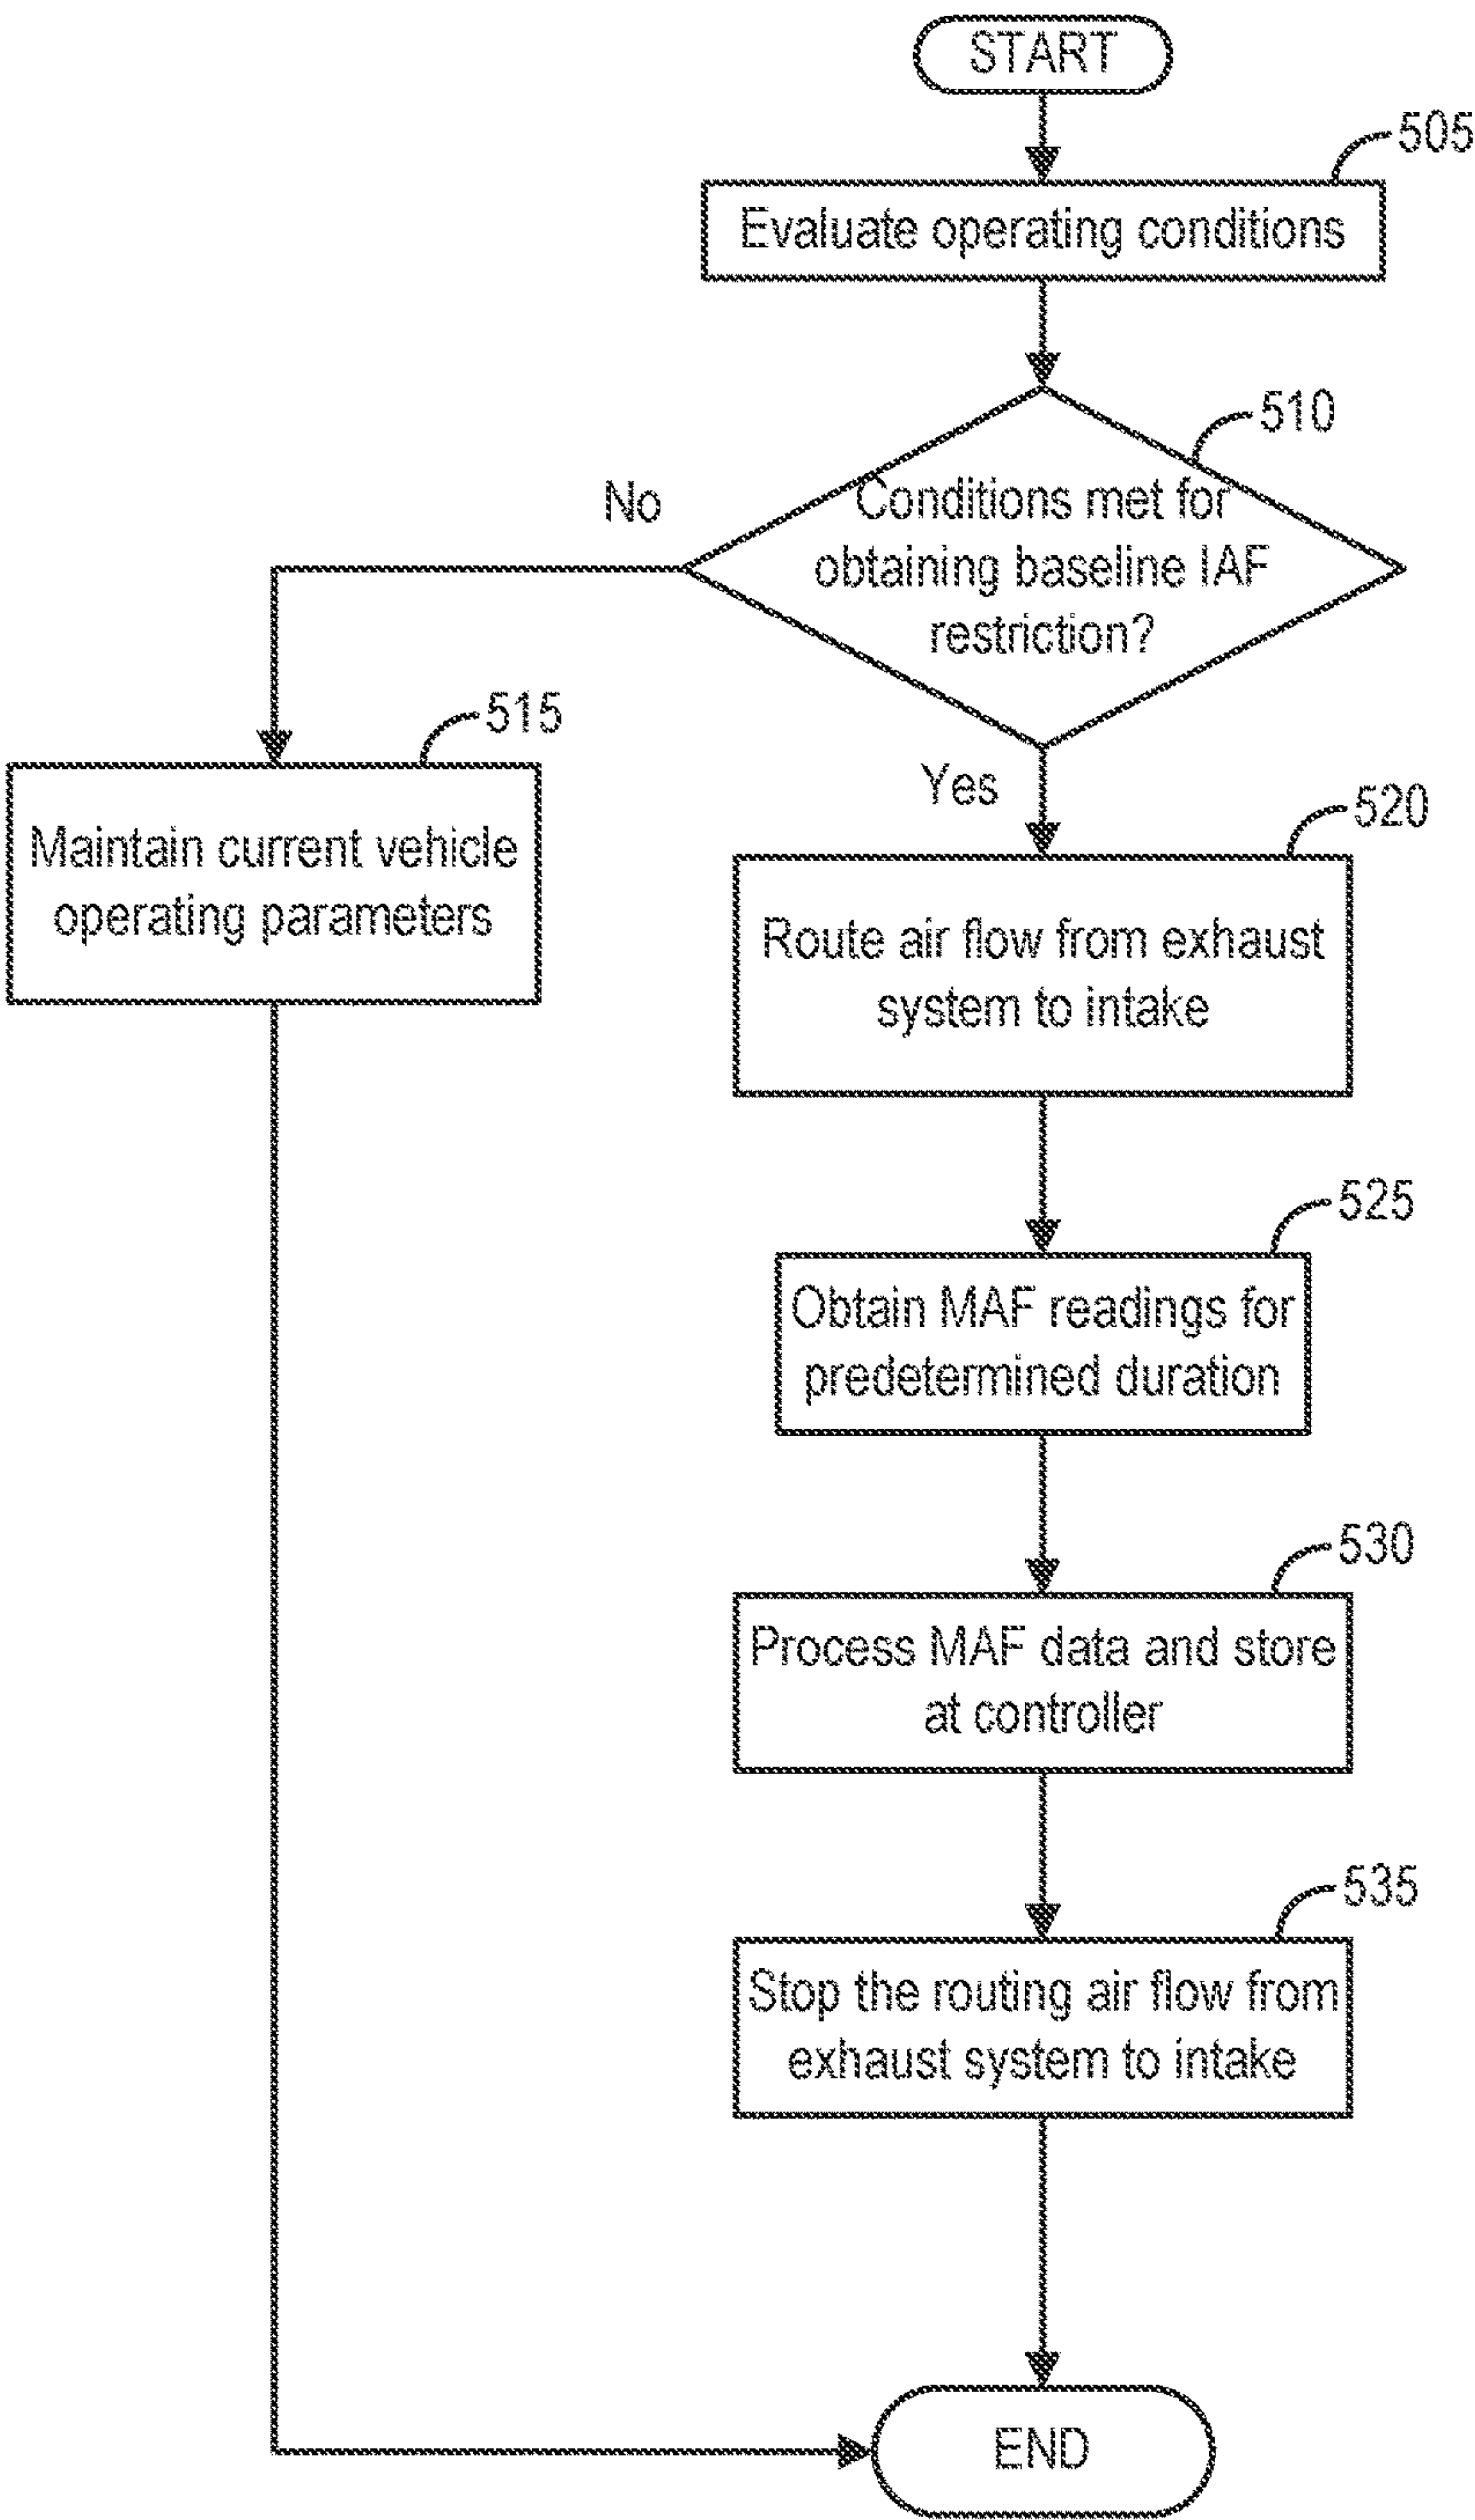 START
505
Evaluate operating conditions
510
Conditions met for
obtaining baseline IAF
restriction?
No
Yes
515
Maintain current vehicle
operating parameters
520
Route air flow from exhaust
system to intake
525
Obtain MAF readings for
predetermined duration
530
Process MAF data and store
at controller
535
Stop the routing air flow from
exhaust system to intake
END